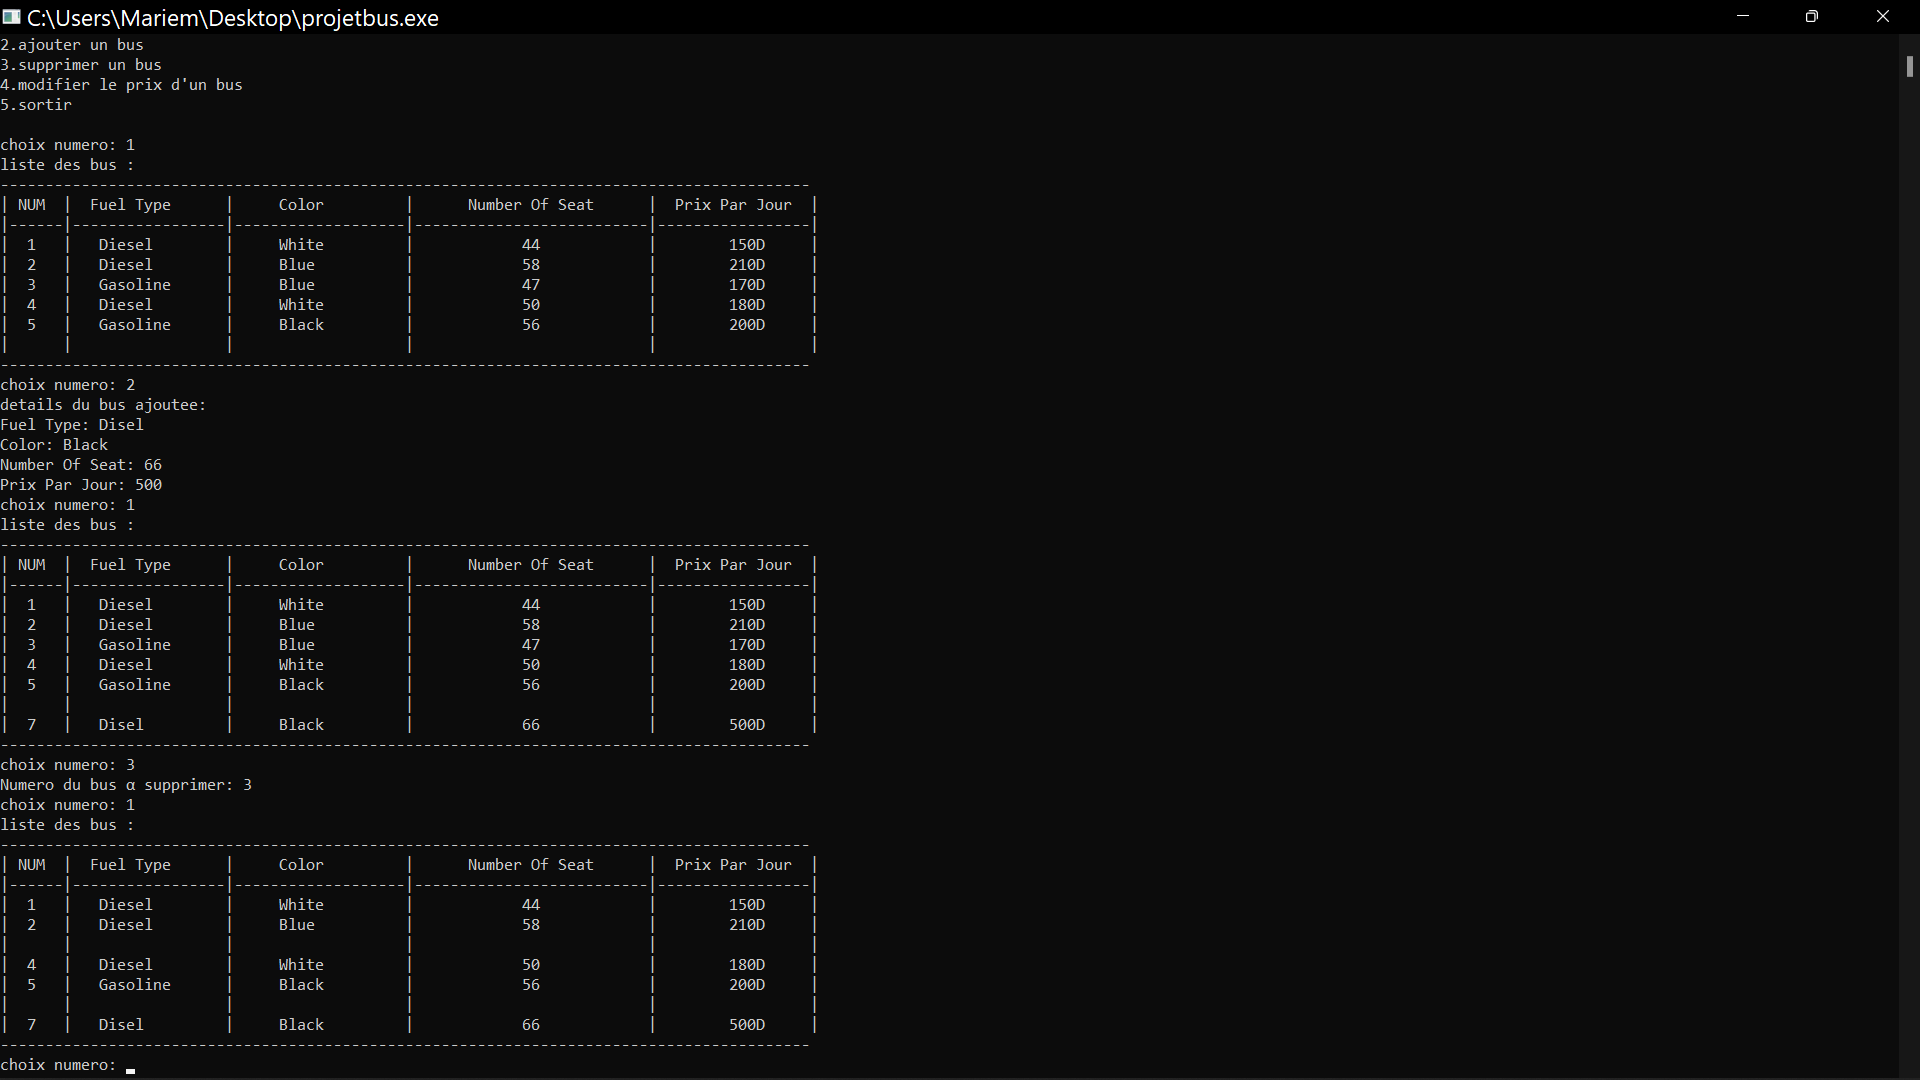 C:\Users\Mariem\Desktop\projetbus.exe
2.ajouter un bus
3.supprimer un bus
4.modifier le prix d'un bus
5.sortir
choix numero: 1
liste des bus :
-----------------------------------------------------------------------------------------
| NUM  |  Fuel Type      |     Color         |      Number Of Seat      |  Prix Par Jour  |
|------|-----------------|-------------------|--------------------------|-----------------|
|  1   |   Diesel        |     White         |            44            |        150D     |
|  2   |   Diesel        |     Blue          |            58            |        210D     |
|  3   |   Gasoline      |     Blue          |            47            |        170D     |
|  4   |   Diesel        |     White         |            50            |        180D     |
|  5   |   Gasoline      |     Black         |            56            |        200D     |
|      |                 |                   |                          |                 |
-----------------------------------------------------------------------------------------
choix numero: 2
details du bus ajoutee:
Fuel Type: Disel
Color: Black
Number Of Seat: 66
Prix Par Jour: 500
choix numero: 1
liste des bus :
-----------------------------------------------------------------------------------------
| NUM  |  Fuel Type      |     Color         |      Number Of Seat      |  Prix Par Jour  |
|------|-----------------|-------------------|--------------------------|-----------------|
|  1   |   Diesel        |     White         |            44            |        150D     |
|  2   |   Diesel        |     Blue          |            58            |        210D     |
|  3   |   Gasoline      |     Blue          |            47            |        170D     |
|  4   |   Diesel        |     White         |            50            |        180D     |
|  5   |   Gasoline      |     Black         |            56            |        200D     |
|      |                 |                   |                          |                 |
|  7   |   Disel         |     Black         |            66            |        500D     |
-----------------------------------------------------------------------------------------
choix numero: 3
Numero du bus α supprimer: 3
choix numero: 1
liste des bus :
-----------------------------------------------------------------------------------------
| NUM  |  Fuel Type      |     Color         |      Number Of Seat      |  Prix Par Jour  |
|------|-----------------|-------------------|--------------------------|-----------------|
|  1   |   Diesel        |     White         |            44            |        150D     |
|  2   |   Diesel        |     Blue          |            58            |        210D     |
|      |                 |                   |                          |                 |
|  4   |   Diesel        |     White         |            50            |        180D     |
|  5   |   Gasoline      |     Black         |            56            |        200D     |
|      |                 |                   |                          |                 |
|  7   |   Disel         |     Black         |            66            |        500D     |
-----------------------------------------------------------------------------------------
choix numero: